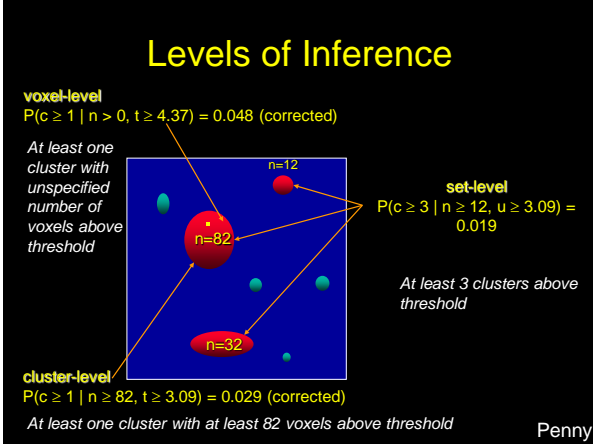 Levels of Inference
voxel-level
P(c ≥ 1 | n > 0, t ≥ 4.37) = 0.048 (corrected)
At least one
cluster with
unspecified
number of
voxels above
threshold
n=12
n=82
n=32
set-level
P(c ≥ 3 | n ≥ 12, u ≥ 3.09) =
0.019
At least 3 clusters above
threshold
cluster-level
P(c ≥ 1 | n ≥ 82, t ≥ 3.09) = 0.029 (corrected)
At least one cluster with at least 82 voxels above threshold
Penny